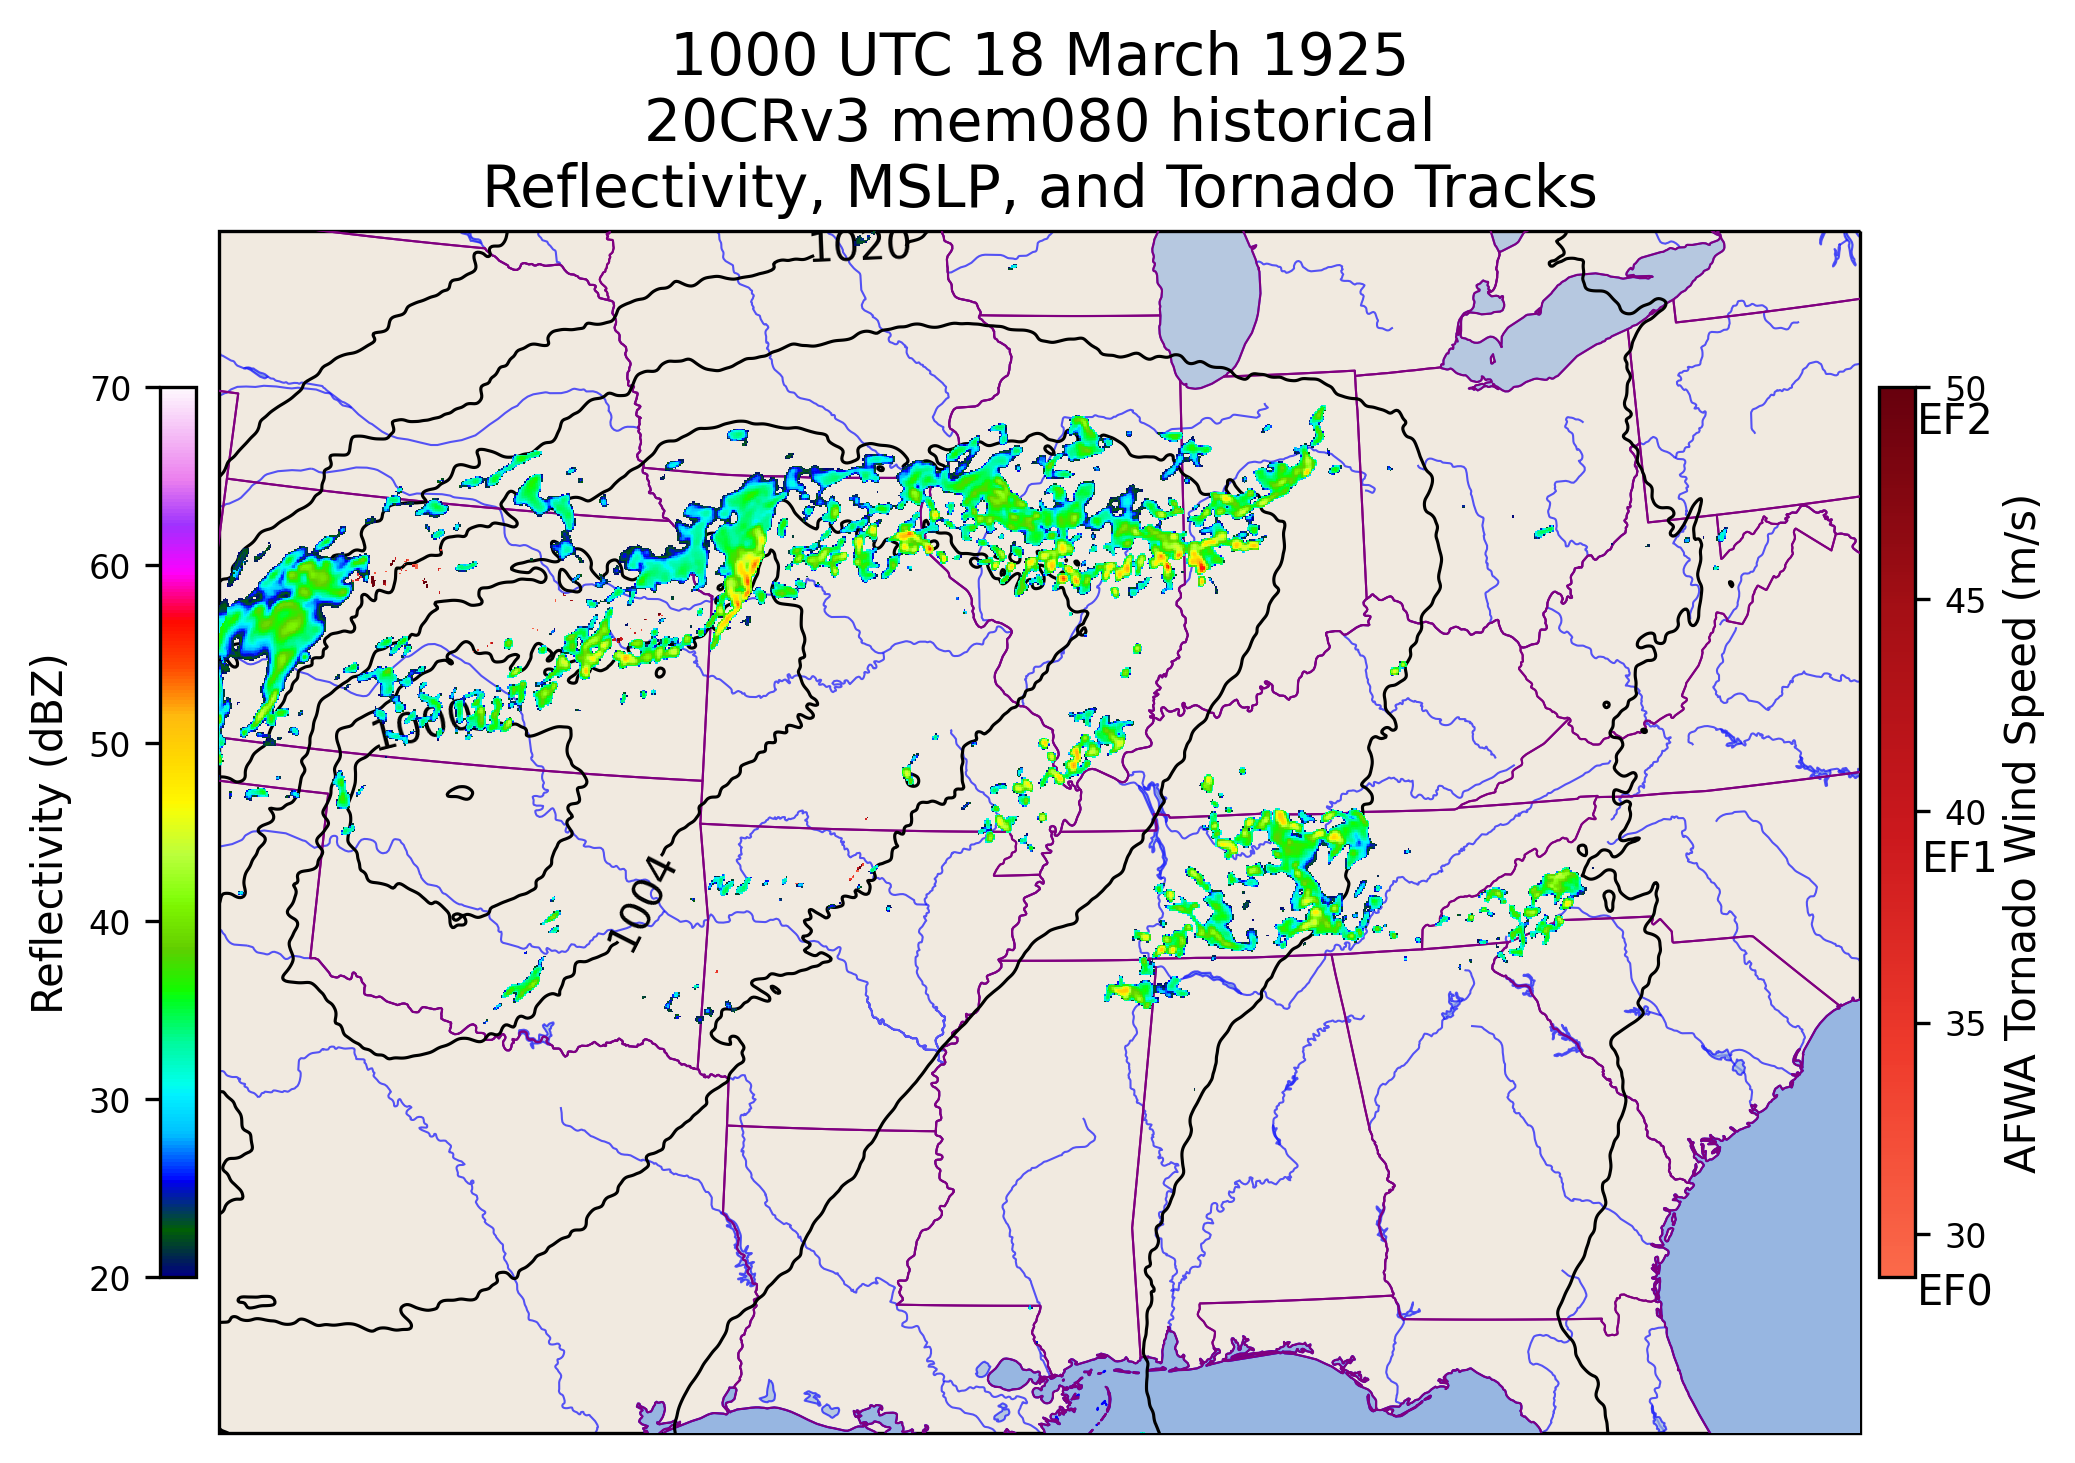 1000 UTC 18 March 1925
20CRv3 mem080 historical
Reflectivity, MSLP, and Tornado Tracks
1020
1000
1004
70
60
50
40
30
20
Reflectivity (dBZ)
50
EF2
45
40
EF1
35
30
EF0
AFWA Tornado Wind Speed (m/s)